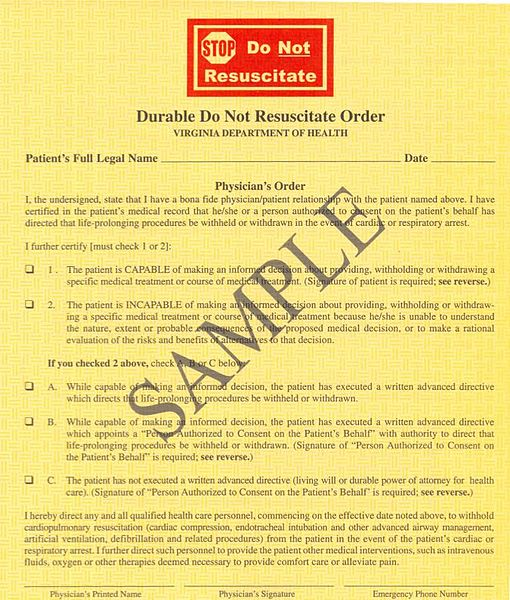 STOP Do Not
Resuscitate
Durable Do Not Resuscitate Order
VIRGINIA DEPARTMENT OF HEALTH
Patient's Full Legal Name Date
Physician's Order
I, the undersigned, state that I have a bona fide physician/patient relationship with the patient named above. I have
certified in the patient's medical record that he/she or a person authorized to consent on the patient's behalf has
directed that life-prolonging procedures be withheld or withdrawn in the event of cardiac or respiratory arrest.
I further certify [must check 1 or 2]:
1. The patient is CAPABLE of making an informed decision about providing, withholding or withdrawing a
specific medical treatment or course of medical treatment. (Signature of patient is required; see reverse.)
2. The patient is INCAPABLE of making an informed decision about providing, withholding or withdraw-
ing a specific medical treatment or course of medical treatment because he/she is unable to understand
the nature, extent or probable consequences of the proposed medical decision, or to make a rational
evaluation of the risks and benefits of alternatives to that decision.
If you checked 2 above, check A, B or C below:
A. While capable of making an informed decision, the patient has executed a written advanced directive
which directs that life-prolonging procedures be withheld or withdrawn.
B. While capable of making an informed decision, the patient has executed a written advanced directive
which appoints a "Person Authorized to Consent on the Patient's Behalf" with authority to direct that
life-prolonging procedures be withheld or withdrawn. (Signature of "Person Authorized to Consent on
the Patient's Behalf" is required; see reverse.)
C. The patient has not executed a written advanced directive (living will or durable power of attorney for health
care). (Signature of "Person Authorized to Consent on the Patient's Behalf" is required; see reverse.)
I hereby direct any and all qualified health care personnel, commencing on the effective date noted above, to withhold
cardiopulmonary resuscitation (cardiac compression, endotracheal intubation and other advanced airway management,
artificial ventilation, defibrillation and related procedures) from the patient in the event of the patient's cardiac or
respiratory arrest. I further direct such personnel to provide the patient other medical interventions, such as intravenous
fluids, oxygen or other therapies deemed necessary to provide comfort care or alleviate pain.
Physician's Printed Name Physician's Signature Emergency Phone Number
SAMPLE